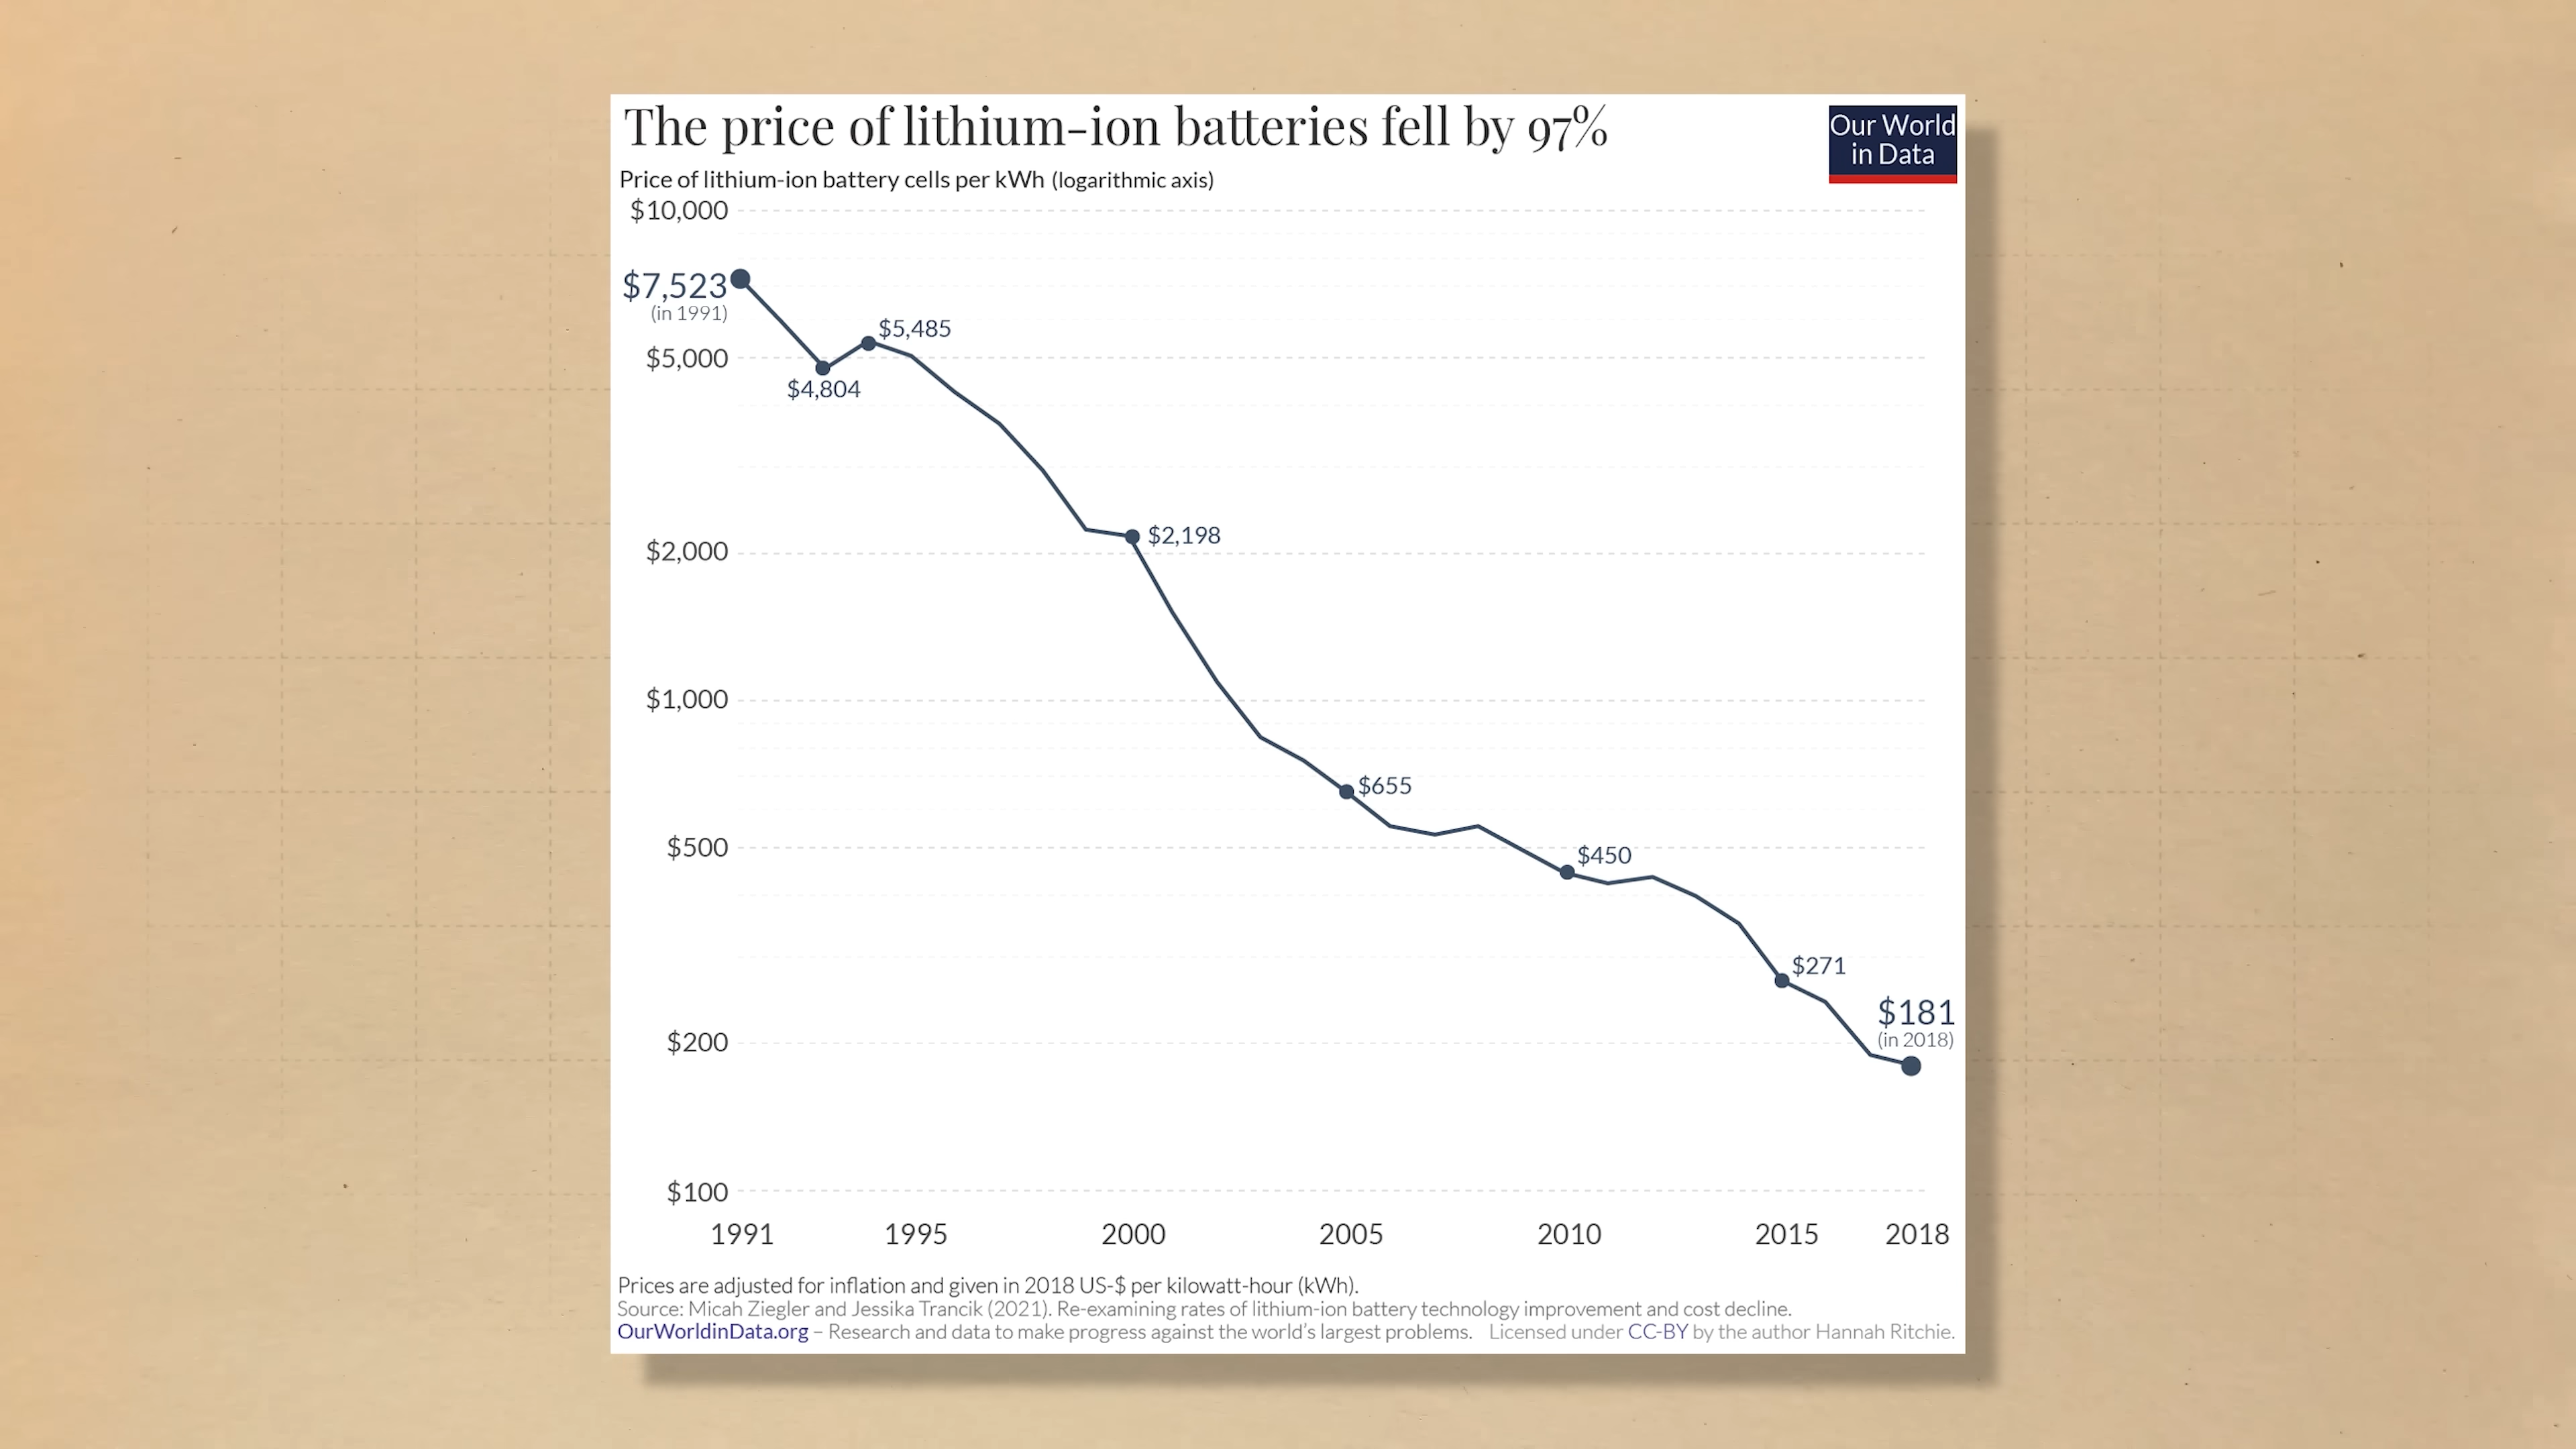 The price of lithium-ion batteries fell by 97%
Our World
in Data
Price of lithium-ion battery cells per kWh (logarithmic axis)
$10,000
$7,523
(in 1991)
$5,485
$5,000
$4,804
$2,198
$2,000
$1,000
$655
$500
$450
$271
$181
(in 2018)
$200
$100
1991 1995 2000 2005 2010 2015 2018
Prices are adjusted for inflation and given in 2018 US-$ per kilowatt-hour (kWh).
Source: Micah Ziegler and Jessika Trancik (2021). Re-examining rates of lithium-ion battery technology improvement and cost decline.
OurWorldinData.org – Research and data to make progress against the world's largest problems. Licensed under CC-BY by the author Hannah Ritchie.